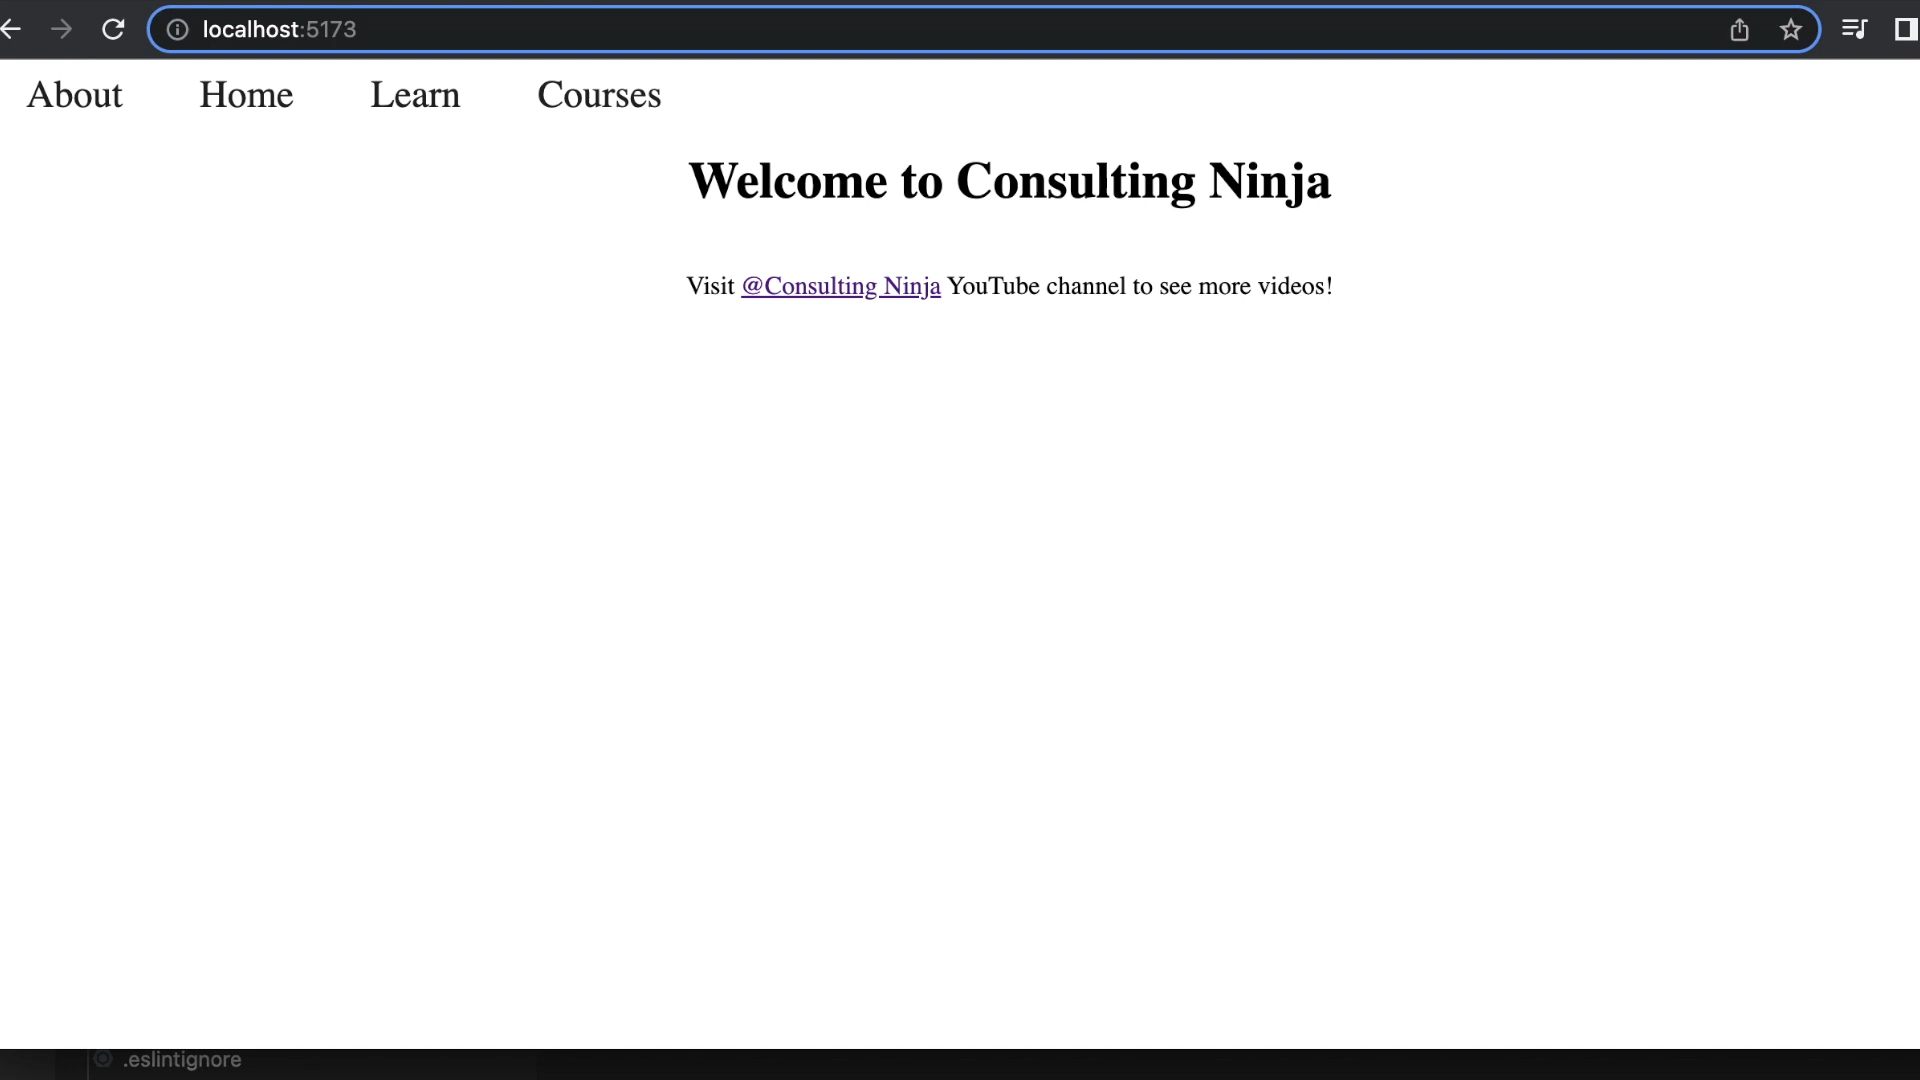 localhost:5173
About Home Learn Courses
Welcome to Consulting Ninja
Visit @Consulting Ninja YouTube channel to see more videos!
.eslintignore